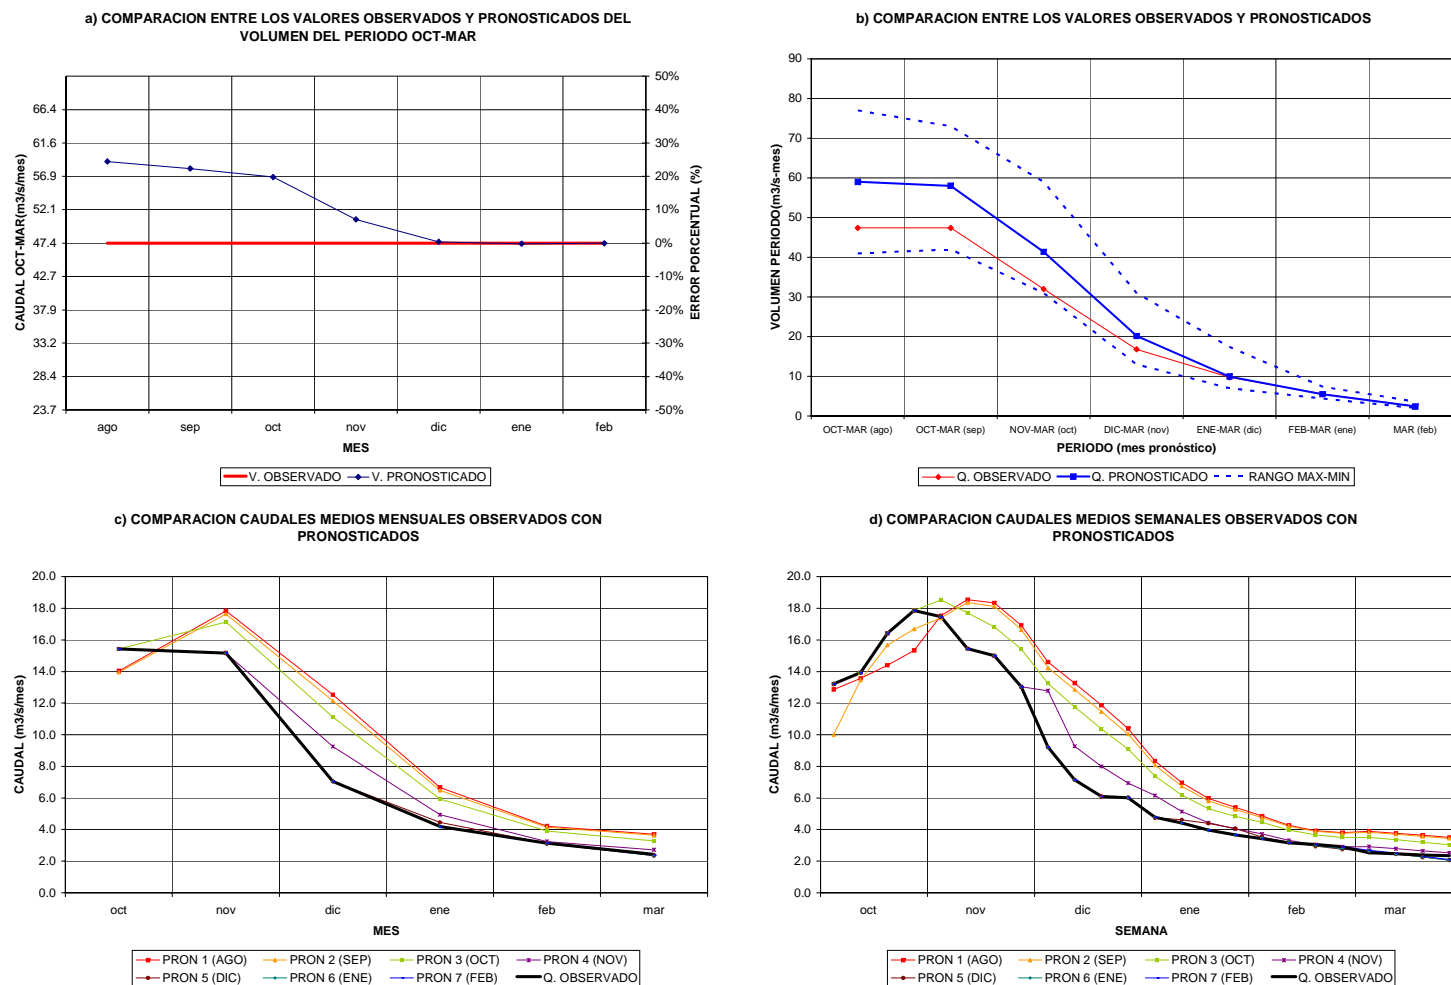 a) COMPARACION ENTRE LOS VALORES OBSERVADOS Y PRONOSTICADOS DEL
VOLUMEN DEL PERIODO OCT-MAR
CAUDAL OCT-MAR(m3/s/mes)
66.4
61.6
56.9
52.1
47.4
42.7
37.9
33.2
28.4
23.7
50%
40%
30%
20%
10%
0%
-10%
-20%
-30%
-40%
-50%
ERROR PORCENTUAL (%)
ago sep oct nov dic ene feb
MES
V. OBSERVADO V. PRONOSTICADO
b) COMPARACION ENTRE LOS VALORES OBSERVADOS Y PRONOSTICADOS
VOLUMEN PERIODO(m3/s-mes)
90
80
70
60
50
40
30
20
10
0
OCT-MAR (ago) OCT-MAR (sep) NOV-MAR (oct) DIC-MAR (nov) ENE-MAR (dic) FEB-MAR (ene) MAR (feb)
PERIODO (mes pronóstico)
Q. OBSERVADO Q. PRONOSTICADO RANGO MAX-MIN
c) COMPARACION CAUDALES MEDIOS MENSUALES OBSERVADOS CON
PRONOSTICADOS
CAUDAL (m3/s/mes)
20.0
18.0
16.0
14.0
12.0
10.0
8.0
6.0
4.0
2.0
0.0
oct nov dic ene feb mar
MES
PRON 1 (AGO) PRON 2 (SEP) PRON 3 (OCT) PRON 4 (NOV)
PRON 5 (DIC) PRON 6 (ENE) PRON 7 (FEB) Q. OBSERVADO
d) COMPARACION CAUDALES MEDIOS SEMANALES OBSERVADOS CON
PRONOSTICADOS
CAUDAL (m3/s/mes)
20.0
18.0
16.0
14.0
12.0
10.0
8.0
6.0
4.0
2.0
0.0
oct nov dic ene feb mar
SEMANA
PRON 1 (AGO) PRON 2 (SEP) PRON 3 (OCT) PRON 4 (NOV)
PRON 5 (DIC) PRON 6 (ENE) PRON 7 (FEB) Q. OBSERVADO